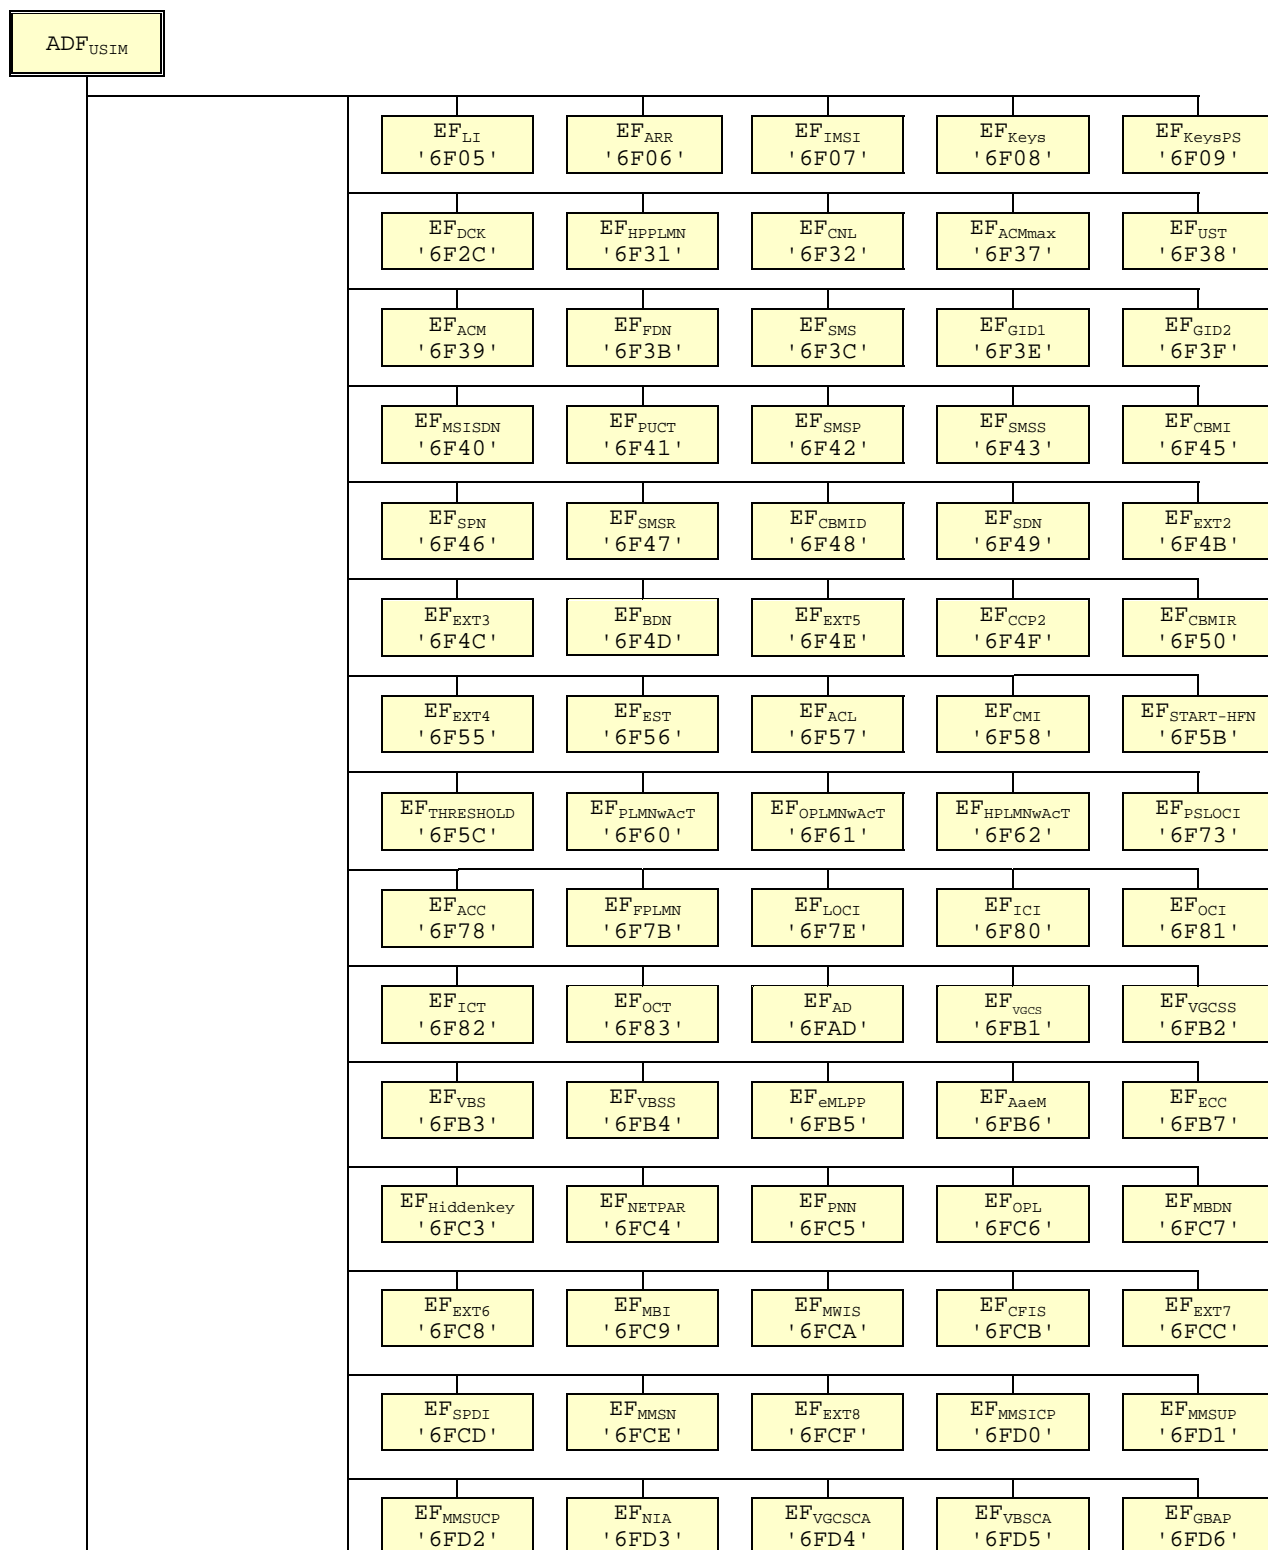 ADFUSIM
EFLI EFARR EFIMSI EFKeys EFKeysPS
'6F05' '6F06' '6F07' '6F08' '6F09'
EFDCK EFHPPLMN EFCNL EFACMmax EFUST
'6F2C' '6F31' '6F32' '6F37' '6F38'
EFACM EFFDN EFSMS EFGID1 EFGID2
'6F39' '6F3B' '6F3C' '6F3E' '6F3F'
EFMSISDN EFPUCT EFSMSP EFSMSS EFCBMI
'6F40' '6F41' '6F42' '6F43' '6F45'
EFSPN EFSMSR EFCBMID EFSDN EFEXT2
'6F46' '6F47' '6F48' '6F49' '6F4B'
EFEXT3 EFBDN EFEXT5 EFCCP2 EFCBMIR
'6F4C' '6F4D' '6F4E' '6F4F' '6F50'
EFEXT4 EFEST EFACL EFCMI EFSTART-HFN
'6F55' '6F56' '6F57' '6F58' '6F5B'
EFTHRESHOLD EFPLMNwAcT EFOPLMNwAcT EFHPLMNwAcT EFPSLOCI
'6F5C' '6F60' '6F61' '6F62' '6F73'
EFACC EFFPLMN EFLOCI EFICI EFOCI
'6F78' '6F7B' '6F7E' '6F80' '6F81'
EFICT EFOCT EFAD EFVGCS EFVGCSS
'6F82' '6F83' '6FAD' '6FB1' '6FB2'
EFVBS EFVBSS EFeMLPP EFAaeM EFECC
'6FB3' '6FB4' '6FB5' '6FB6' '6FB7'
EFHiddenkey EFNETPAR EFPNN EFOPL EFMBDN
'6FC3' '6FC4' '6FC5' '6FC6' '6FC7'
EFEXT6 EFMBI EFMWIS EFCFIS EFEXT7
'6FC8' '6FC9' '6FCA' '6FCB' '6FCC'
EFSPDI EFMMSN EFEXT8 EFMMSICP EFMMSUP
'6FCD' '6FCE' '6FCF' '6FD0' '6FD1'
EFMMSUCP EFNIA EFVGCSCA EFVBSCA EFGBAP
'6FD2' '6FD3' '6FD4' '6FD5' '6FD6'